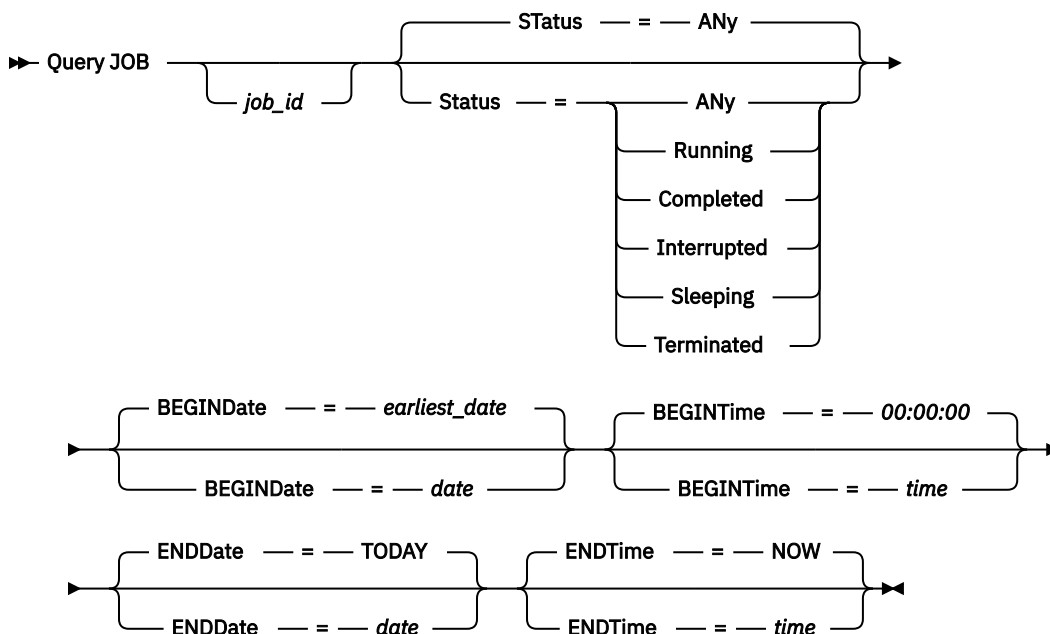 STatus = ANy
Query JOB
job_id
Status = ANy
Running
Completed
Interrupted
Sleeping
Terminated
BEGINDate = earliest_date
BEGINTime = 00:00:00
BEGINDate = date
BEGINTime = time
ENDDate = TODAY
ENDTime = NOW
ENDDate = date
ENDTime = time